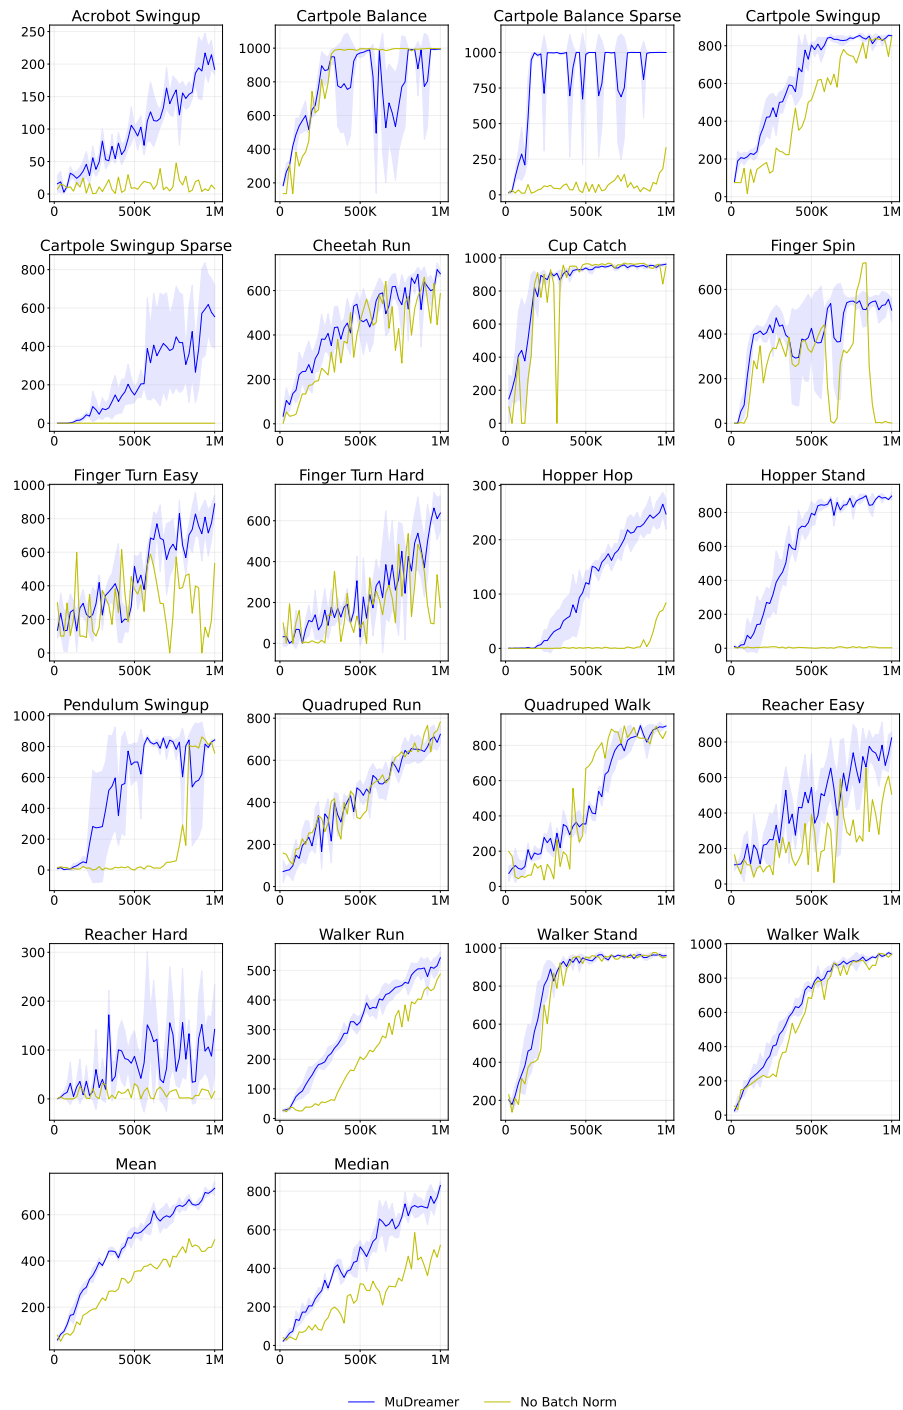 Acrobot Swingup Cartpole Balance Cartpole Balance Sparse Cartpole Swingup
250 200 150 100 50 0
1000 800 600 400 200
1000 750 500 250 0
800 600 400 200 0
0 500K 1M 0 500K 1M 0 500K 1M 0 500K 1M
Cartpole Swingup Sparse Cheetah Run Cup Catch Finger Spin
800 600 400 200 0
600 400 200 0
1000 800 600 400 200 0
600 400 200 0
0 500K 1M 0 500K 1M 0 500K 1M 0 500K 1M
Finger Turn Easy Finger Turn Hard Hopper Hop Hopper Stand
1000 800 600 400 200 0
600 400 200 0
300 200 100 0
800 600 400 200 0
0 500K 1M 0 500K 1M 0 500K 1M 0 500K 1M
Pendulum Swingup Quadruped Run Quadruped Walk Reacher Easy
1000 800 600 400 200 0
800 600 400 200 0
800 600 400 200 0
800 600 400 200 0
0 500K 1M 0 500K 1M 0 500K 1M 0 500K 1M
Reacher Hard Walker Run Walker Stand Walker Walk
300 200 100 0
500 400 300 200 100 0
1000 800 600 400 200
1000 800 600 400 200 0
0 500K 1M 0 500K 1M 0 500K 1M 0 500K 1M
Mean Median
600 400 200
800 600 400 200 0
0 500K 1M 0 500K 1M
MuDreamer No Batch Norm